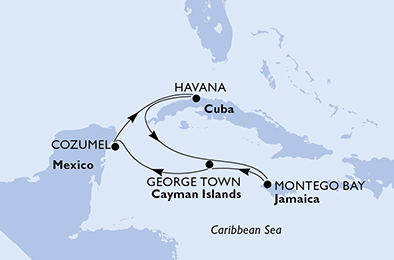 HAVANA
Cuba
COZUMEL
Mexico
GEORGE TOWN
Cayman Islands
MONTEGO BAY
Jamaica
Caribbean Sea